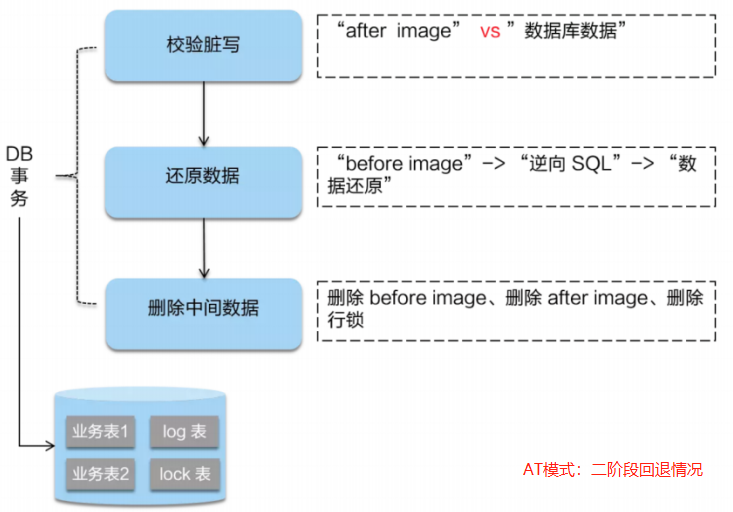 校验脏写
“after image” vs ”数据库数据”
DB
事
务
还原数据
“before image”-> “逆向 SQL”-> “数
据还原”
删除中间数据
删除 before image、删除 after image、删除
行锁
业务表1
log 表
业务表2
lock 表
AT模式：二阶段回退情况